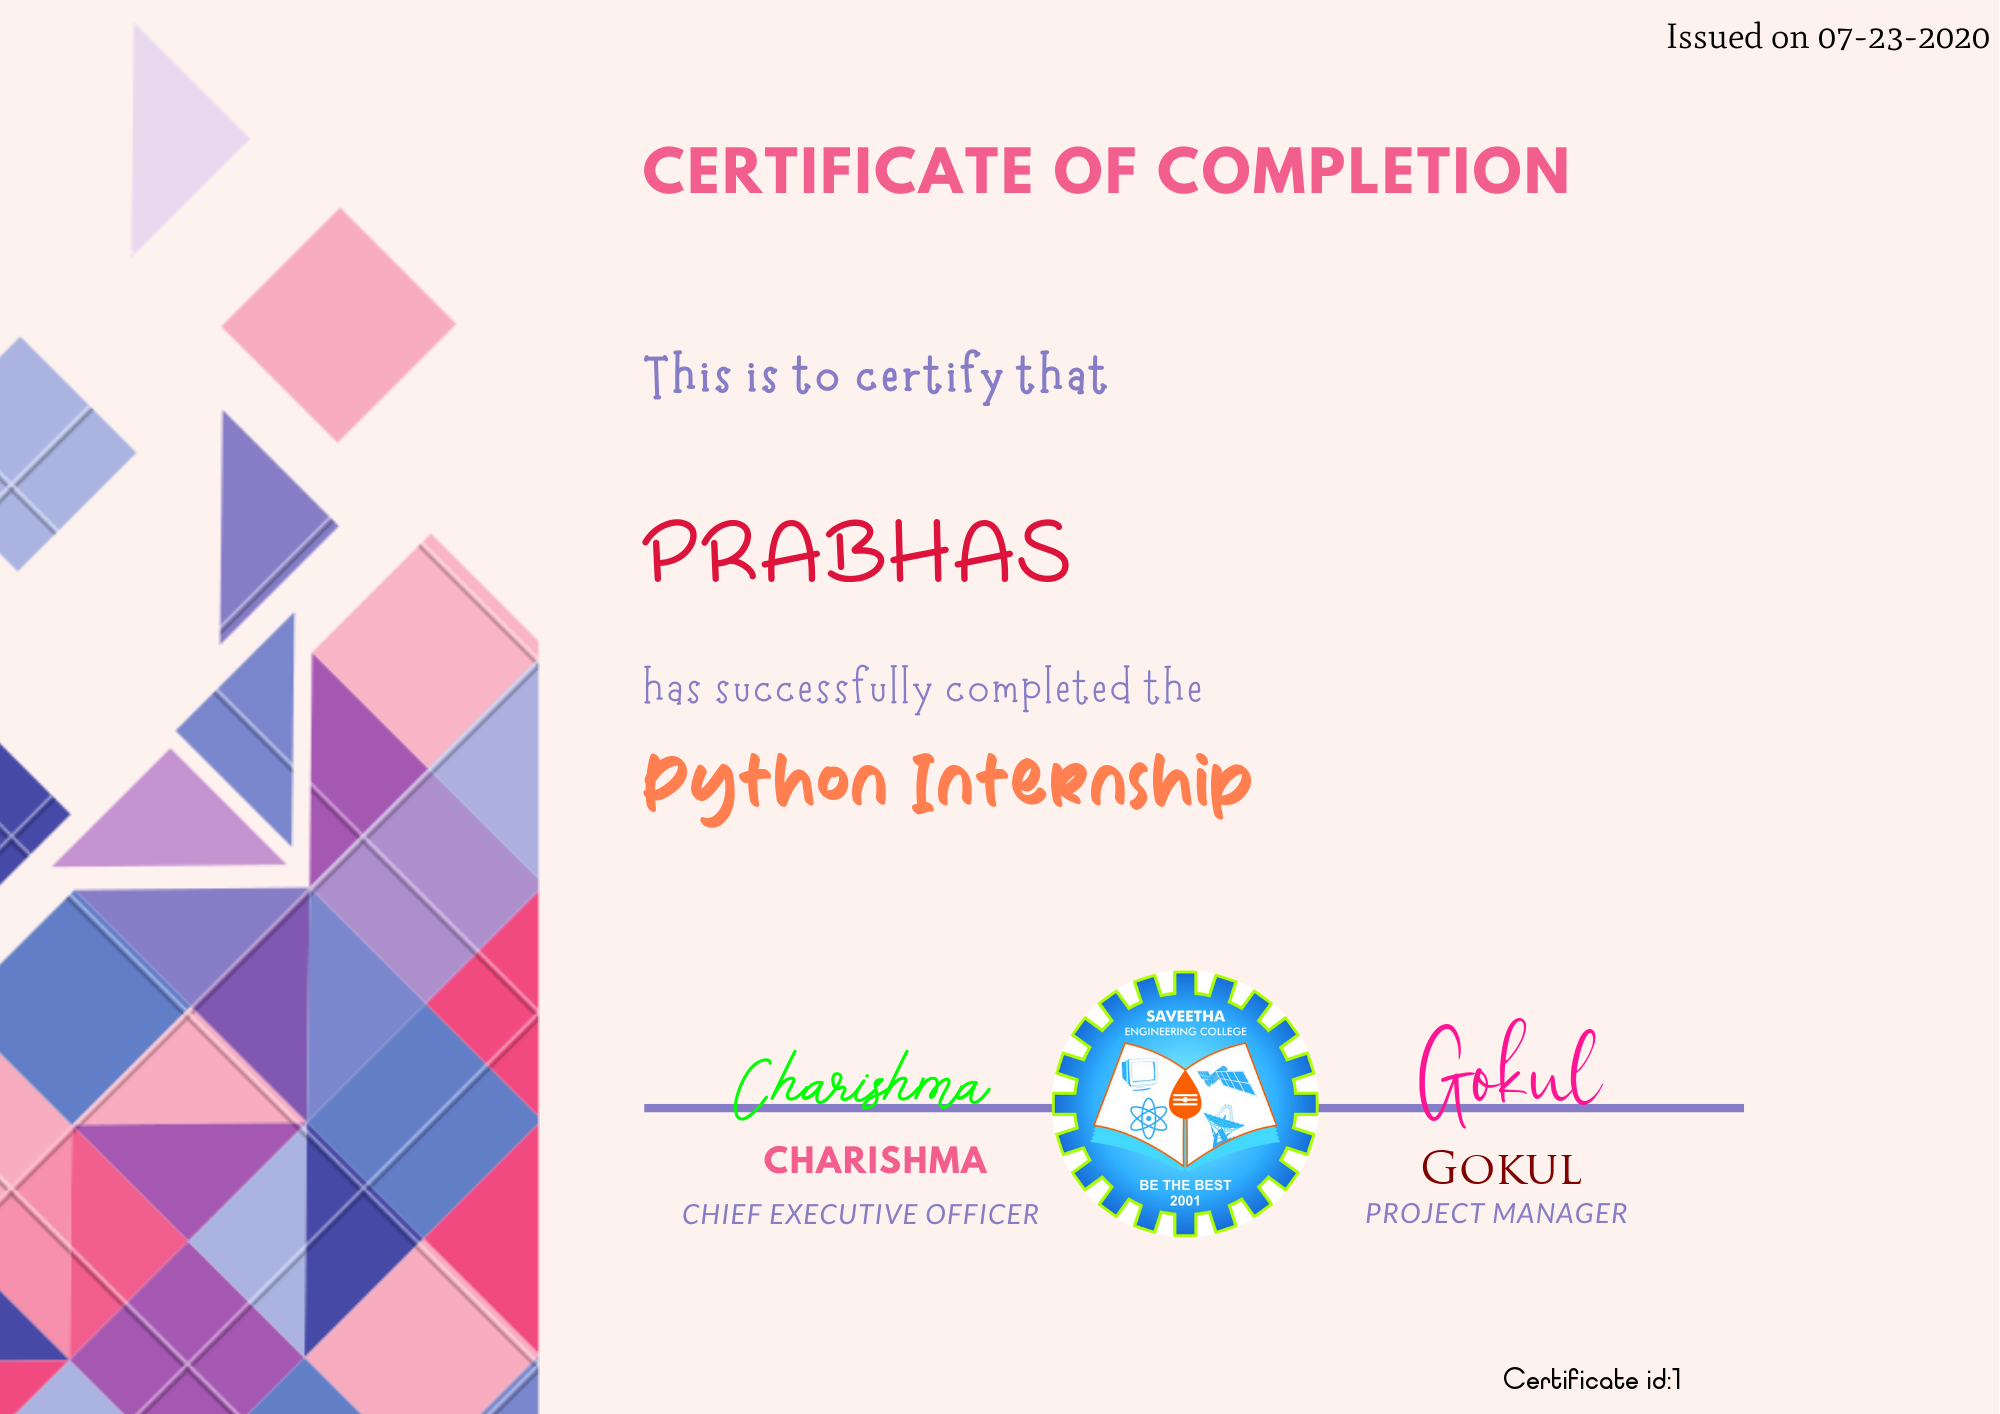 Issued on 07-23-2020
CERTIFICATE OF COMPLETION
This is to certify that
PRABHAS
has successfully completed the
Python Internship
Charishma
CHARISHMA
CHIEF EXECUTIVE OFFICER
SAVEETHA
ENGINEERING COLLEGE
BE THE BEST
2001
Gokul
GOKUL
PROJECT MANAGER
Certificate id:1